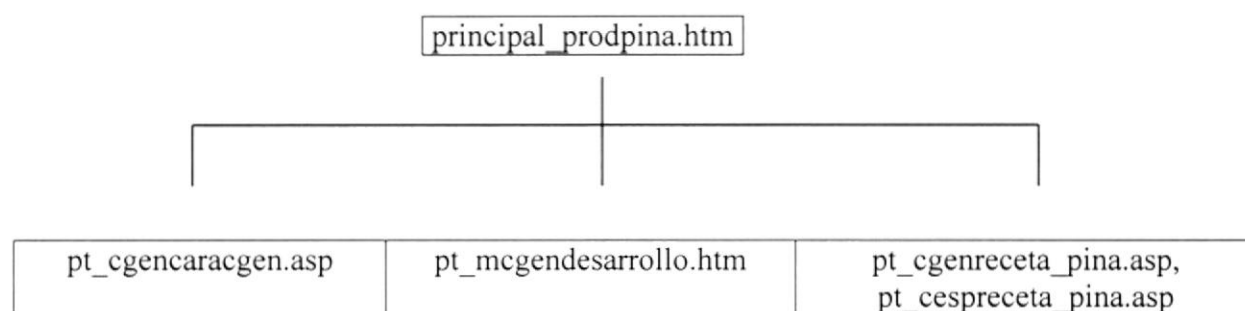 principal_prodpina.htm
pt_cgencaracgen.asp
pt_mcgendesarrollo.htm
pt_cgenreceta_pina.asp,
pt_cespreceta_pina.asp